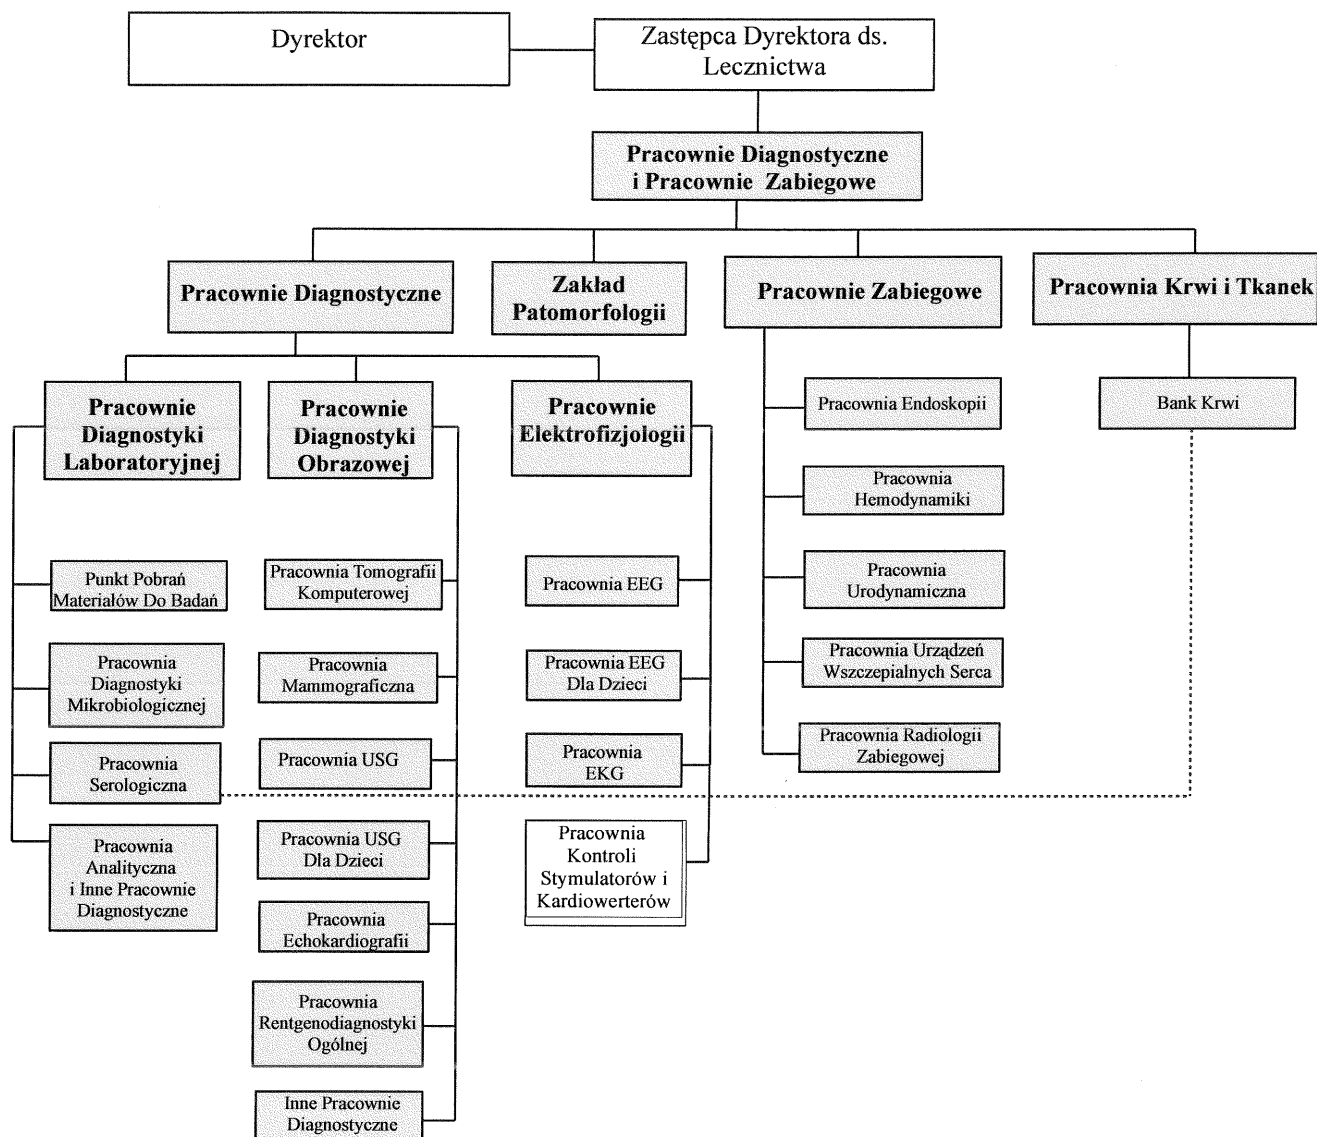 Dyrektor
Zastępca Dyrektora ds.
Lecznictwa
Pracownie Diagnostyczne
i Pracownie Zabiegowe
Pracownie Diagnostyczne
Zakład
Patomorfologii
Pracownie Zabiegowe
Pracownia Krwi i Tkanek
Pracownie
Diagnostyki
Laboratoryjnej
Pracownie
Diagnostyki
Obrazowej
Pracownie
Elektrofizjologii
Pracownia Endoskopii
Bank Krwi
Pracownia
Hemodynamiki
Pracownia
Urodynamiczna
Pracownia Urządzeń
Wszczepialnych Serca
Pracownia Radiologii
Zabiegowej
Punkt Pobrań
Materiałów Do Badań
Pracownia
Diagnostyki
Mikrobiologicznej
Pracownia
Serologiczna
Pracownia
Analityczna
i Inne Pracownie
Diagnostyczne
Pracownia Tomografii
Komputerowej
Pracownia
Mammograficzna
Pracownia USG
Pracownia USG
Dla Dzieci
Pracownia
Echokardiografii
Pracownia
Rentgenodiagnostyki
Ogólnej
Inne Pracownie
Diagnostyczne
Pracownia EEG
Pracownia EEG
Dla Dzieci
Pracownia
EKG
Pracownia
Kontroli
Stymulatorów i
Kardiowerterów